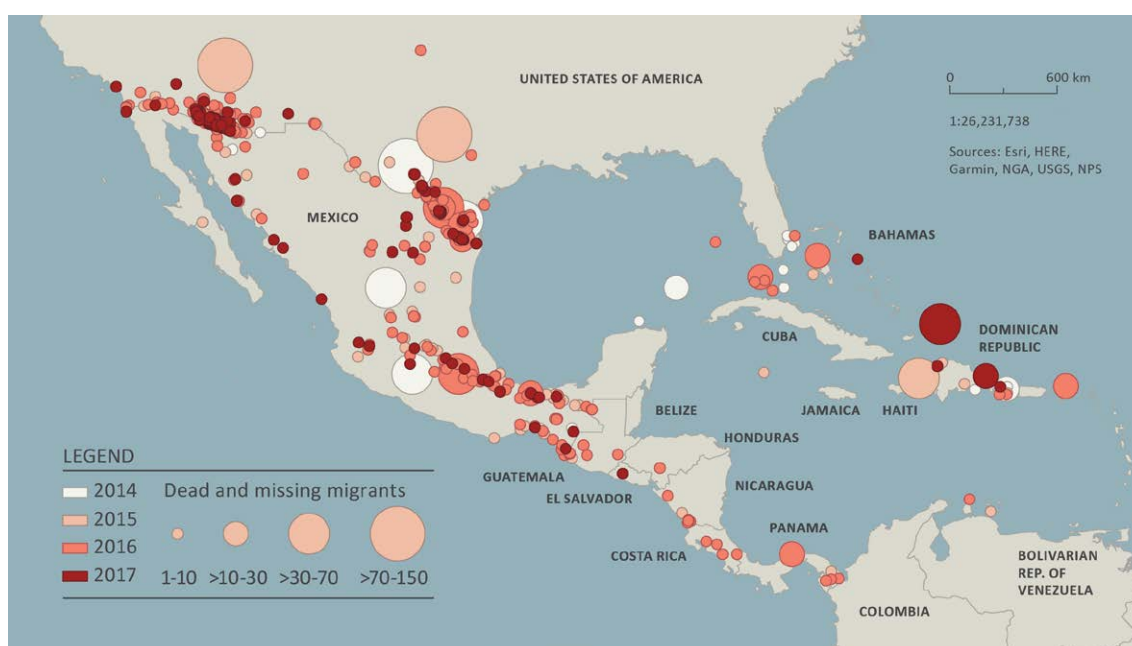 UNITED STATES OF AMERICA
0 600 km
1:26,231,738
Sources: Esri, HERE,
Garmin, NGA, USGS, NPS
MEXICO
BAHAMAS
CUBA
DOMINICAN
REPUBLIC
BELIZE
JAMAICA
HAITI
HONDURAS
GUATEMALA
NICARAGUA
EL SALVADOR
PANAMA
COSTA RICA
BOLIVARIAN
REP. OF
VENEZUELA
COLOMBIA
LEGEND
2014 Dead and missing migrants
2015
2016
2017 1-10 >10-30 >30-70 >70-150